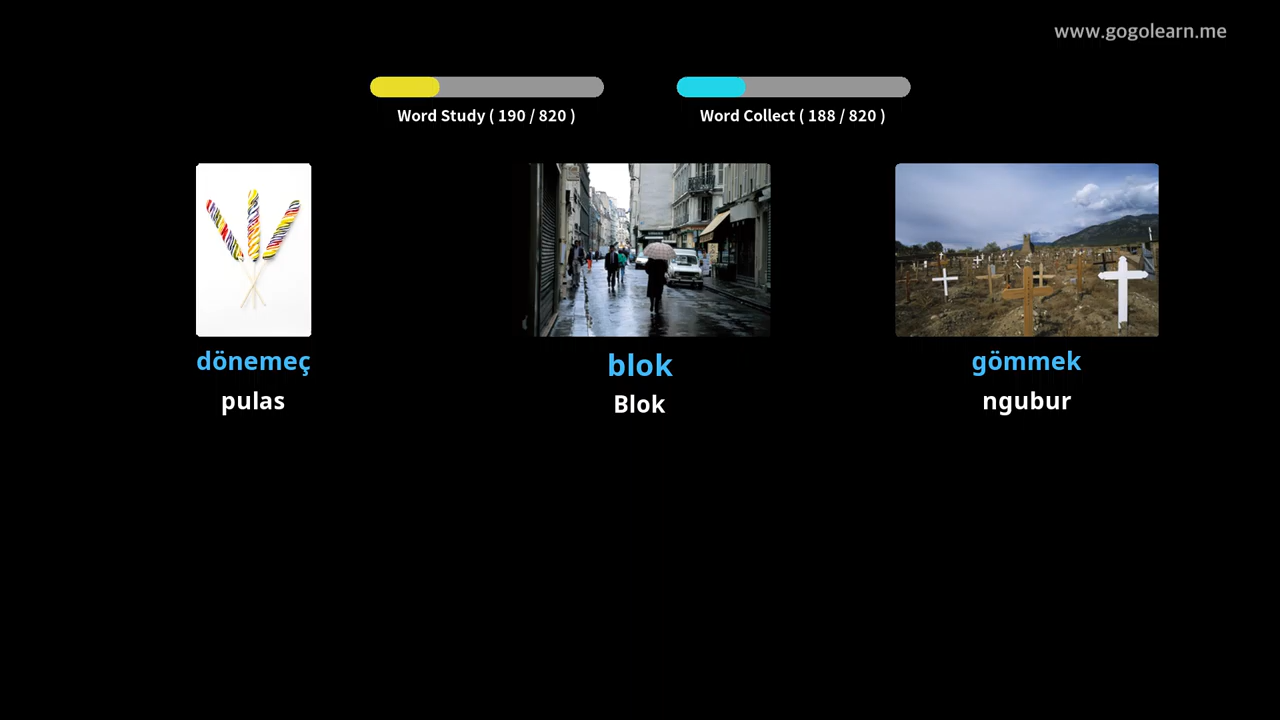 www.gogolearn.me
Word Study ( 190 / 820 )
Word Collect ( 188 / 820 )
dönemeç
pulas
blok
Blok
gömmek
ngubur